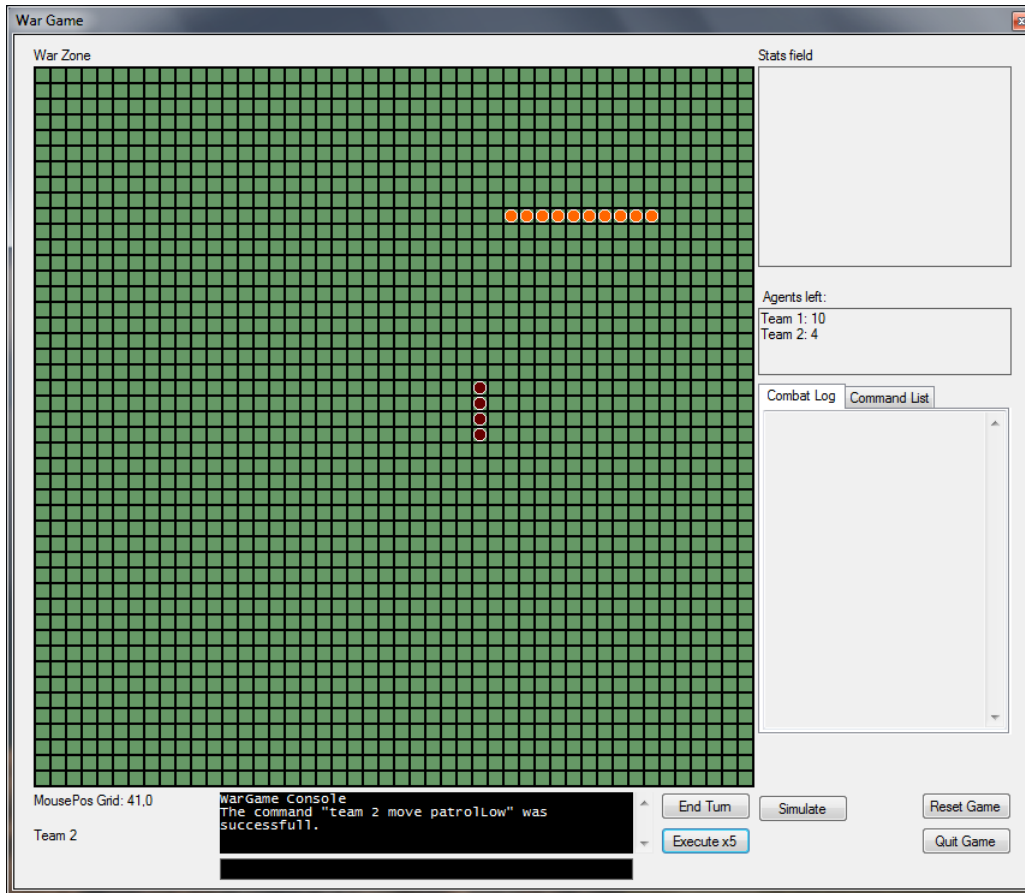 War Game
War Zone
Stats field
Agents left:
Team 1: 10
Team 2: 4
Combat Log
Command List
MousePos Grid: 41,0
Team 2
WarGame Console
The command "team 2 move patrolLow" was
successfull.
End Turn
Execute x5
Simulate
Reset Game
Quit Game